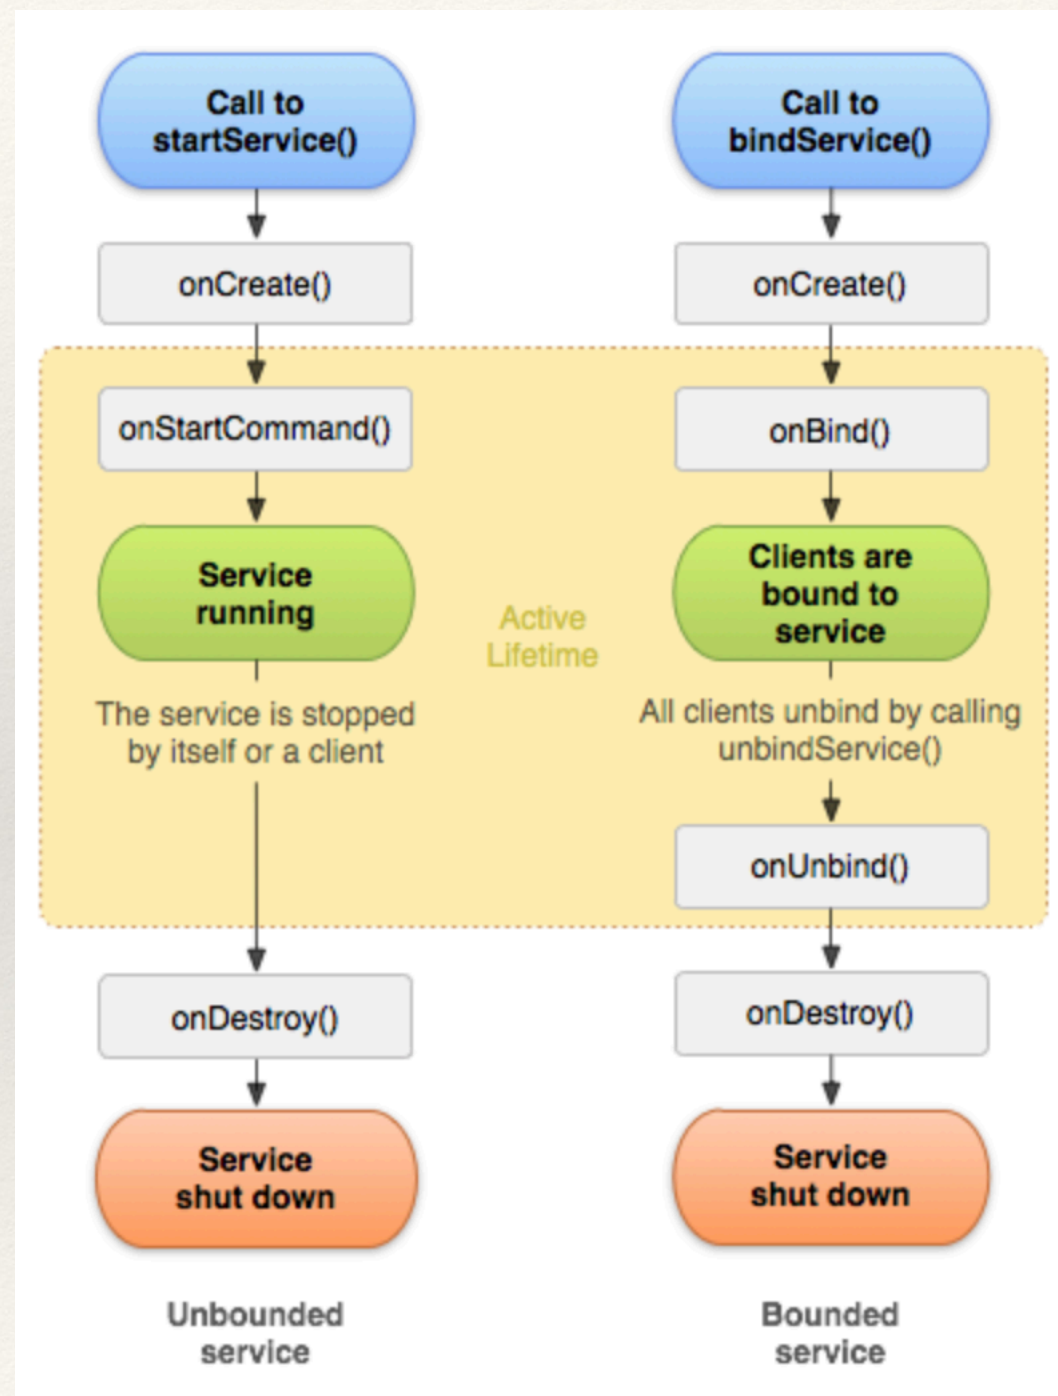 Call to
startService()
onCreate()
onStartCommand()
Service
running
The service is stopped
by itself or a client
onDestroy()
Service
shut down
Unbounded
service
Active
Lifetime
Call to
bindService()
onCreate()
onBind()
Clients are
bound to
service
All clients unbind by calling
unbindService()
onUnbind()
onDestroy()
Service
shut down
Bounded
service